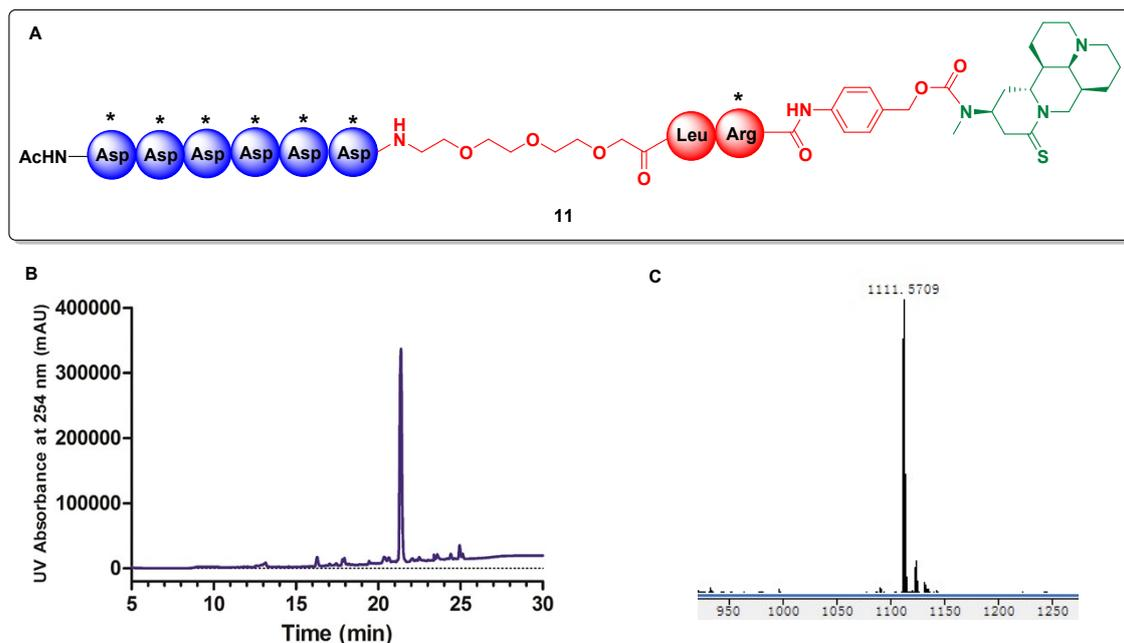 A
* * * * * * *
AcHN Asp Asp Asp Asp Asp Asp H N O O O O Leu Arg O HN O O N N S N
11
B
C
UV Absorbance at 254 nm (mAU)
400000
300000
200000
100000
0
5 10 15 20 25 30
Time (min)
1111.5709
950 1000 1050 1100 1150 1200 1250